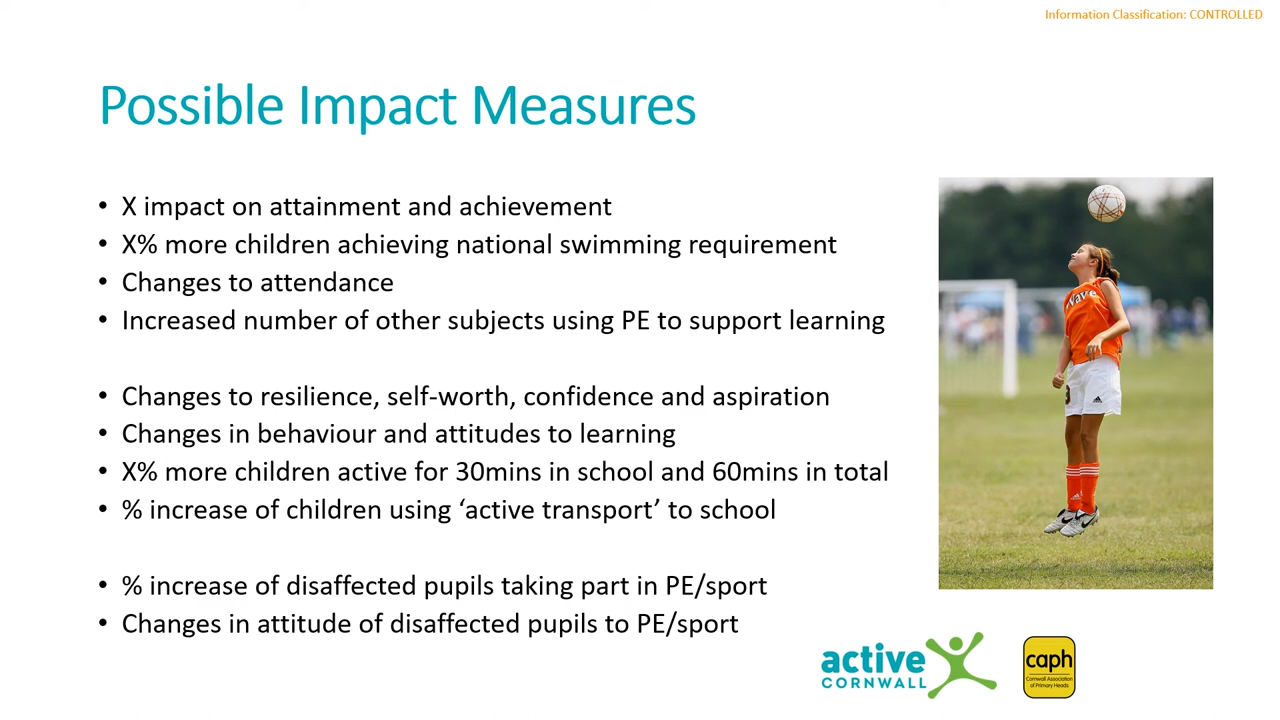 Information Classification: CONTROLLED
Possible Impact Measures
• X impact on attainment and achievement
• X% more children achieving national swimming requirement
• Changes to attendance
• Increased number of other subjects using PE to support learning
• Changes to resilience, self-worth, confidence and aspiration
• Changes in behaviour and attitudes to learning
• X% more children active for 30mins in school and 60mins in total
• % increase of children using ‘active transport’ to school
• % increase of disaffected pupils taking part in PE/sport
• Changes in attitude of disaffected pupils to PE/sport
Wave
active
CORNWALL
caph
Cornwall Association
of Primary Heads